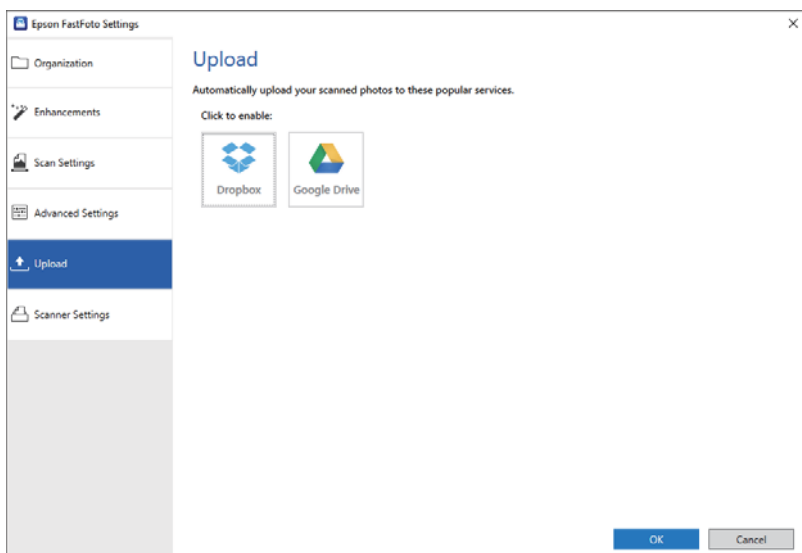 Epson FastFoto Settings
Organization
Enhancements
Scan Settings
Advanced Settings
Upload
Scanner Settings
Upload
Automatically upload your scanned photos to these popular services.
Click to enable:
Dropbox
Google Drive
OK
Cancel